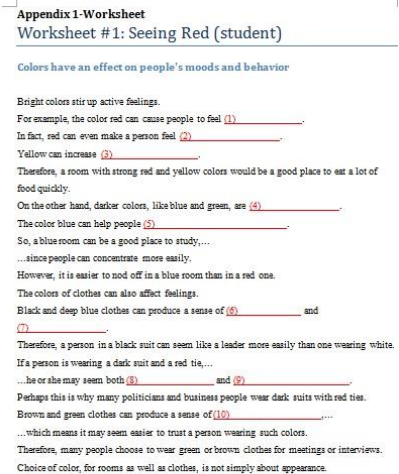 Appendix 1-Worksheet
Worksheet #1: Seeing Red (student)
Colors have an effect on people's moods and behavior
Bright colors stir up active feelings.
For example, the color red can cause people to feel (1)____________.
In fact, red can even make a person feel (2)________________.
Yellow can increase (3)________________.
Therefore, a room with strong red and yellow colors would be a good place to eat a lot of
food quickly.
On the other hand, darker colors, like blue and green, are (4)______________.
The color blue can help people (5)______________________.
So, a blue room can be a good place to study,...
...since people can concentrate more easily.
However, it is easier to nod off in a blue room than in a red one.
The colors of clothes can also affect feelings.
Black and deep blue clothes can produce a sense of (6)____________ and
(7)______________.
Therefore, a person in a black suit can seem like a leader more easily than one wearing white.
If a person is wearing a dark suit and a red tie,...
...he or she may seem both (8)______________ and (9)__________________.
Perhaps this is why many politicians and business people wear dark suits with red ties.
Brown and green clothes can produce a sense of (10)________________,...
...which means it may seem easier to trust a person wearing such colors.
Therefore, many people choose to wear green or brown clothes for meetings or interviews.
Choice of color, for rooms as well as clothes, is not simply about appearance.